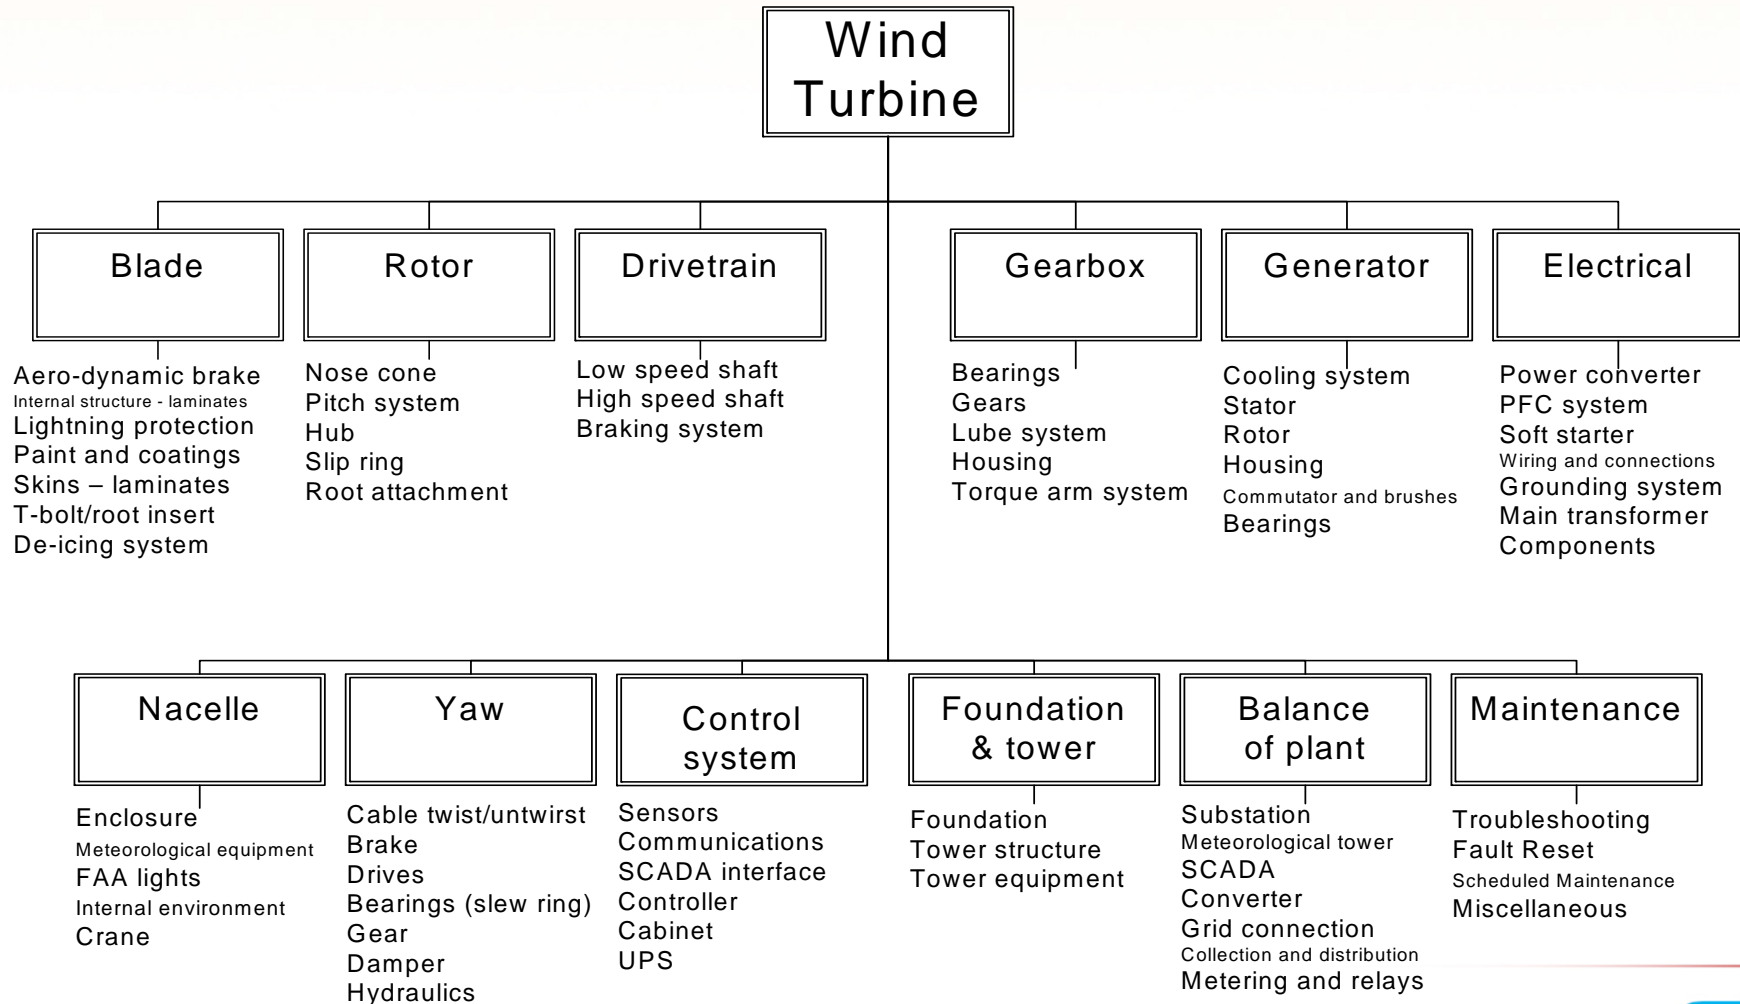 Wind
Turbine
Blade
Aero-dynamic brake
Internal structure - laminates
Lightning protection
Paint and coatings
Skins – laminates
T-bolt/root insert
De-icing system
Rotor
Nose cone
Pitch system
Hub
Slip ring
Root attachment
Drivetrain
Low speed shaft
High speed shaft
Braking system
Gearbox
Bearings
Gears
Lube system
Housing
Torque arm system
Generator
Cooling system
Stator
Rotor
Housing
Commutator and brushes
Bearings
Electrical
Power converter
PFC system
Soft starter
Wiring and connections
Grounding system
Main transformer
Components
Nacelle
Enclosure
Meteorological equipment
FAA lights
Internal environment
Crane
Yaw
Cable twist/untwirst
Brake
Drives
Bearings (slew ring)
Gear
Damper
Hydraulics
Control
system
Sensors
Communications
SCADA interface
Controller
Cabinet
UPS
Foundation
& tower
Foundation
Tower structure
Tower equipment
Balance
of plant
Substation
Meteorological tower
SCADA
Converter
Grid connection
Collection and distribution
Metering and relays
Maintenance
Troubleshooting
Fault Reset
Scheduled Maintenance
Miscellaneous